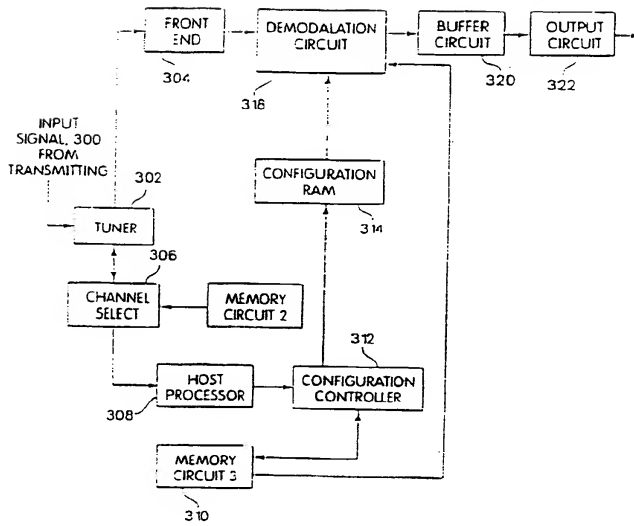 FRONT
END
304
DEMODALATION
CIRCUIT
318
BUFFER
CIRCUIT
320
OUTPUT
CIRCUIT
322
INPUT
SIGNAL, 300
FROM
TRANSMITTING
302
TUNER
CONFIGURATION
RAM
314
306
CHANNEL
SELECT
MEMORY
CIRCUIT 2
312
HOST
PROCESSOR
308
CONFIGURATION
CONTROLLER
MEMORY
CIRCUIT 3
310